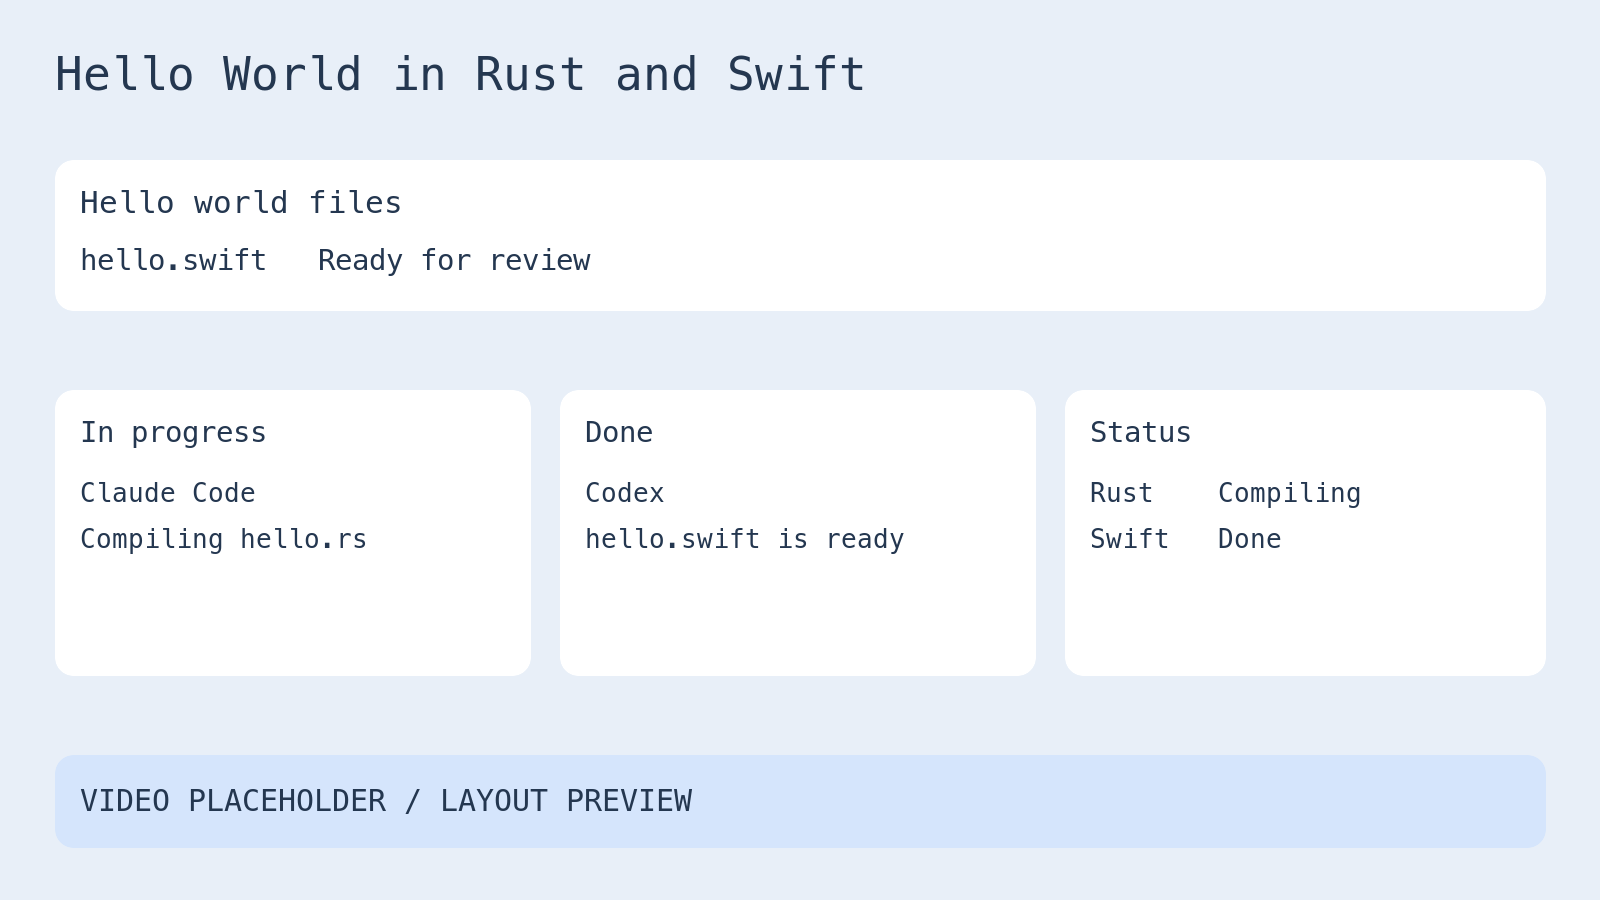 Hello World in Rust and Swift
Hello world files
hello.swift   Ready for review
In progress
Claude Code
Compiling hello.rs
Done
Codex
hello.swift is ready
Status
Rust    Compiling
Swift   Done
VIDEO PLACEHOLDER / LAYOUT PREVIEW